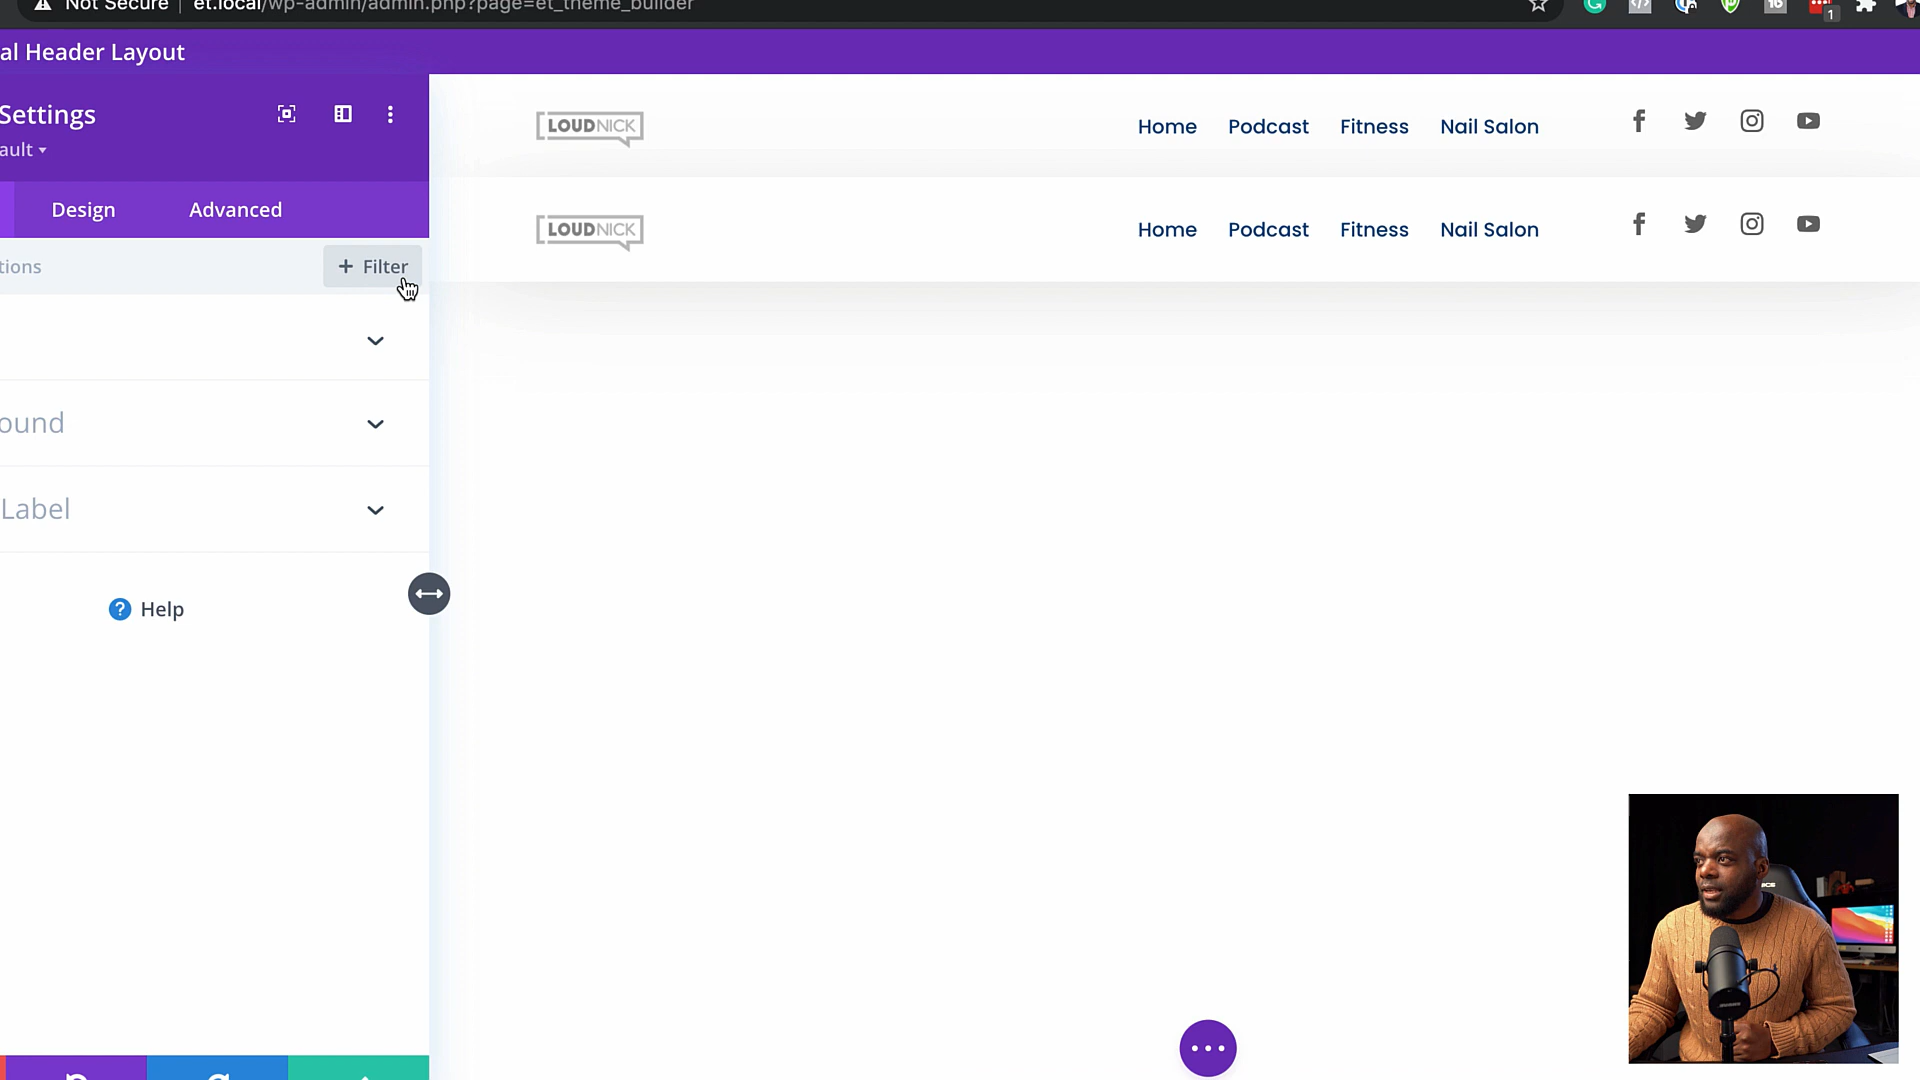 Not Secure | et.local/wp-admin/admin.php?page=et_theme_builder
1
al Header Layout
Settings
ault
Design
Advanced
tions
+ Filter
ound
Label
? Help
LOUDNICK
Home Podcast Fitness Nail Salon
LOUDNICK
Home Podcast Fitness Nail Salon